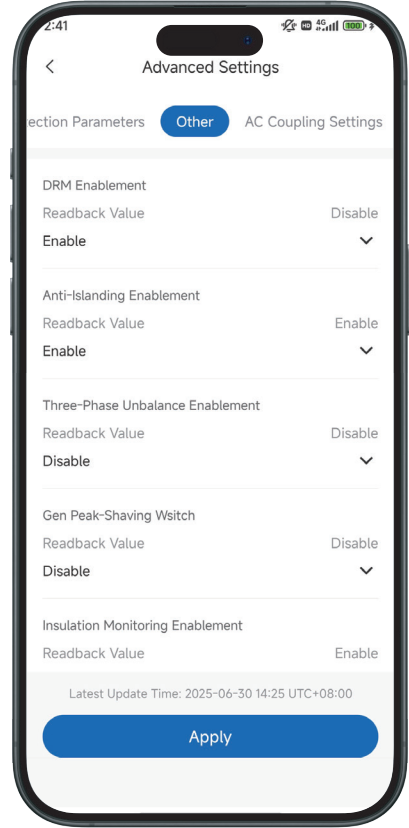 2:41
HD 4G 100
Advanced Settings
ection Parameters Other AC Coupling Settings
DRM Enablement
Readback Value Disable
Enable
Anti-Islanding Enablement
Readback Value Enable
Enable
Three-Phase Unbalance Enablement
Readback Value Disable
Disable
Gen Peak-Shaving Wsitch
Readback Value Disable
Disable
Insulation Monitoring Enablement
Readback Value Enable
Latest Update Time: 2025-06-30 14:25 UTC+08:00
Apply